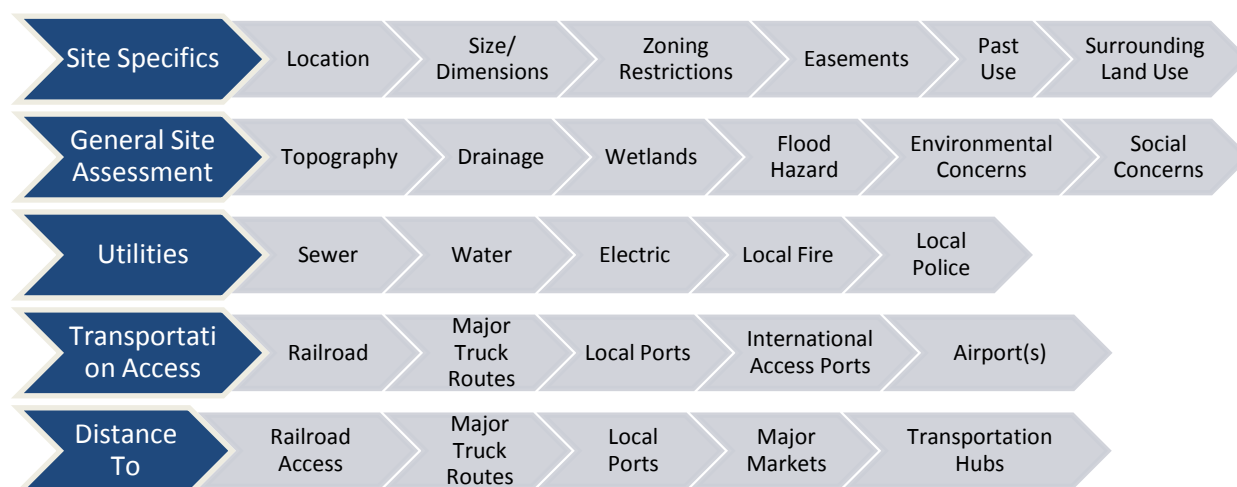 Site Specifics
Location
Size/
Dimensions
Zoning
Restrictions
Easements
Past
Use
Surrounding
Land Use
General Site
Assessment
Topography
Drainage
Wetlands
Flood
Hazard
Environmental
Concerns
Social
Concerns
Utilities
Sewer
Water
Electric
Local Fire
Local
Police
Transportati
on Access
Railroad
Major
Truck
Routes
Local Ports
International
Access Ports
Airport(s)
Distance
To
Railroad
Access
Major
Truck
Routes
Local
Ports
Major
Markets
Transportation
Hubs